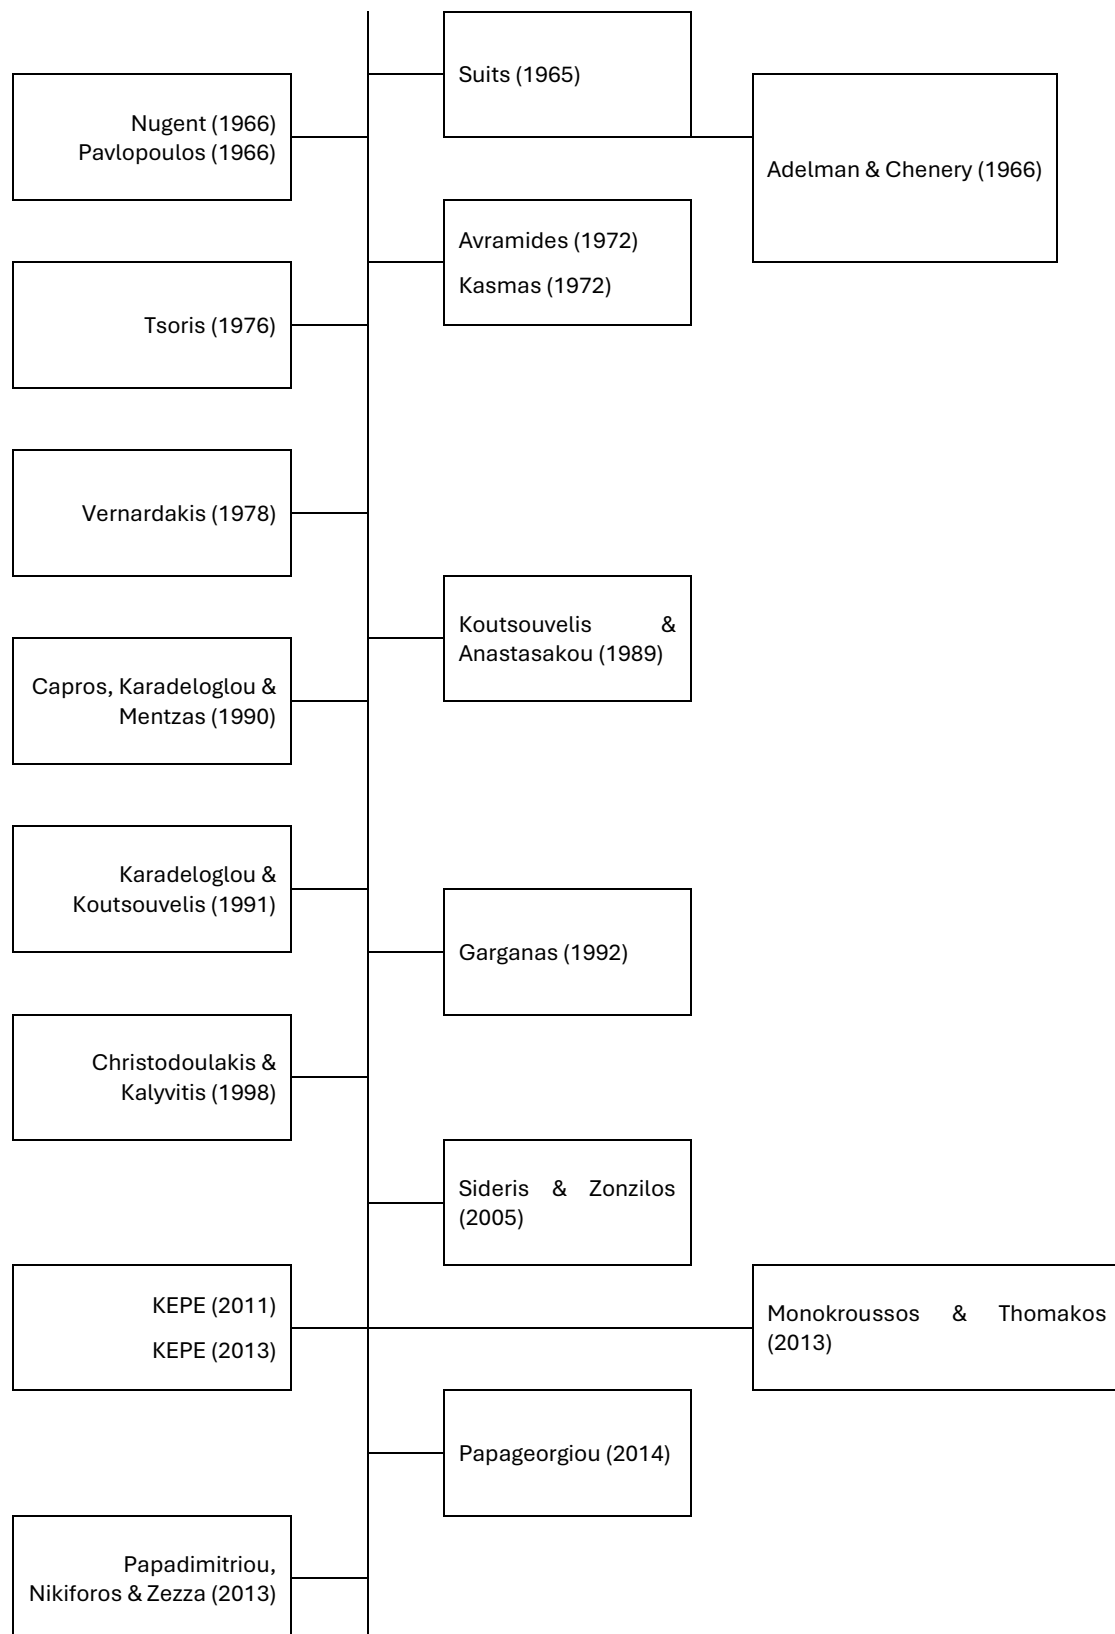 Suits (1965)
Nugent (1966)
Pavlopoulos (1966)
Adelman & Chenery (1966)
Avramides (1972)
Kasmas (1972)
Tsoris (1976)
Vernardakis (1978)
Koutsouvelis &
Anastasakou (1989)
Capros, Karadeloglou &
Mentzas (1990)
Karadeloglou &
Koutsouvelis (1991)
Garganas (1992)
Christodoulakis &
Kalyvitis (1998)
Sideris & Zonzilos
(2005)
KEPE (2011)
KEPE (2013)
Monokroussos & Thomakos
(2013)
Papageorgiou (2014)
Papadimitriou,
Nikiforos & Zezza (2013)